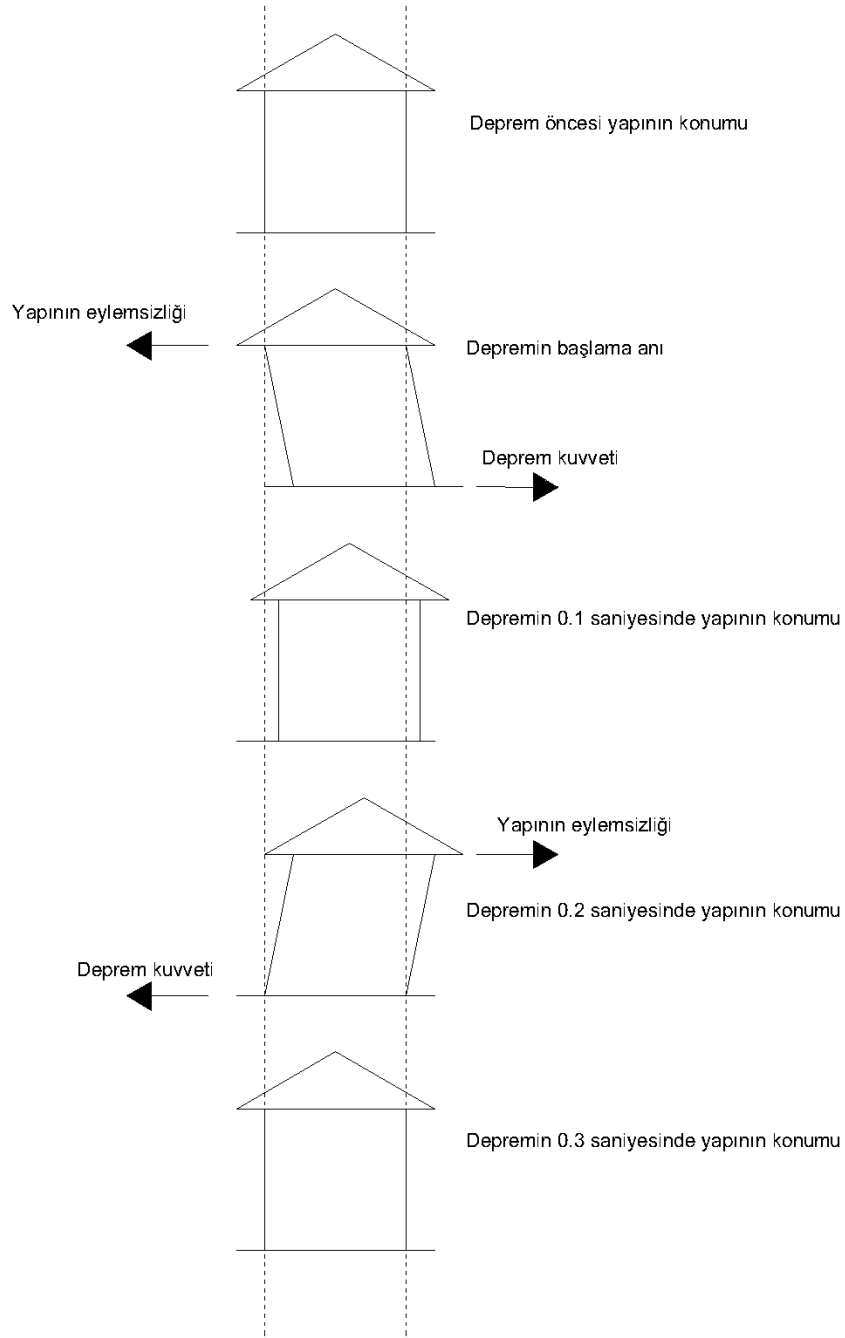 Deprem öncesi yapının konumu
Yapının eylemsizliği
Depremin başlama anı
Deprem kuvveti
Depremin 0.1 saniyesinde yapının konumu
Yapının eylemsizliği
Depremin 0.2 saniyesinde yapının konumu
Deprem kuvveti
Depremin 0.3 saniyesinde yapının konumu